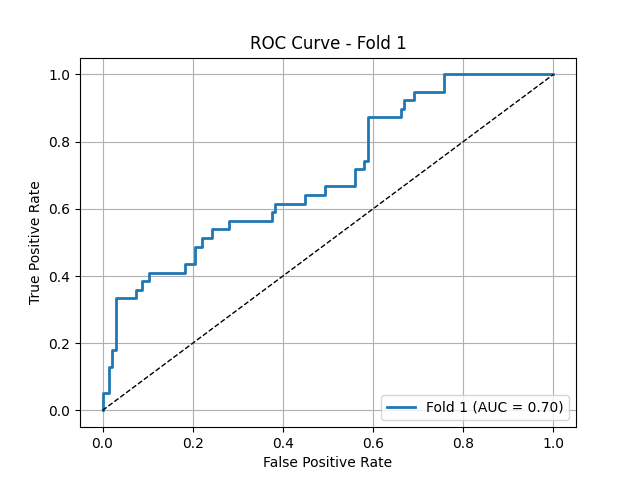 ROC Curve - Fold 1
True Positive Rate
1.0
0.8
0.6
0.4
0.2
0.0
Fold 1 (AUC = 0.70)
0.0 0.2 0.4 0.6 0.8 1.0
False Positive Rate